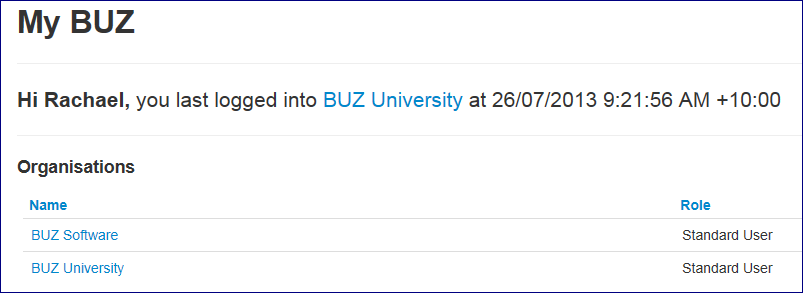 My BUZ
Hi Rachael, you last logged into BUZ University at 26/07/2013 9:21:56 AM +10:00
Organisations
Name Role
BUZ Software Standard User
BUZ University Standard User